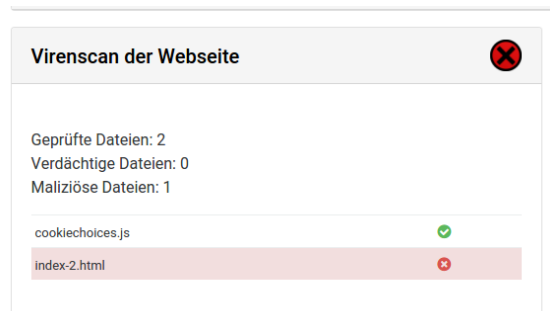 Virenscan der Webseite
Geprüfte Dateien: 2
Verdächtige Dateien: 0
Maliziöse Dateien: 1
cookiechoices.js
index-2.html